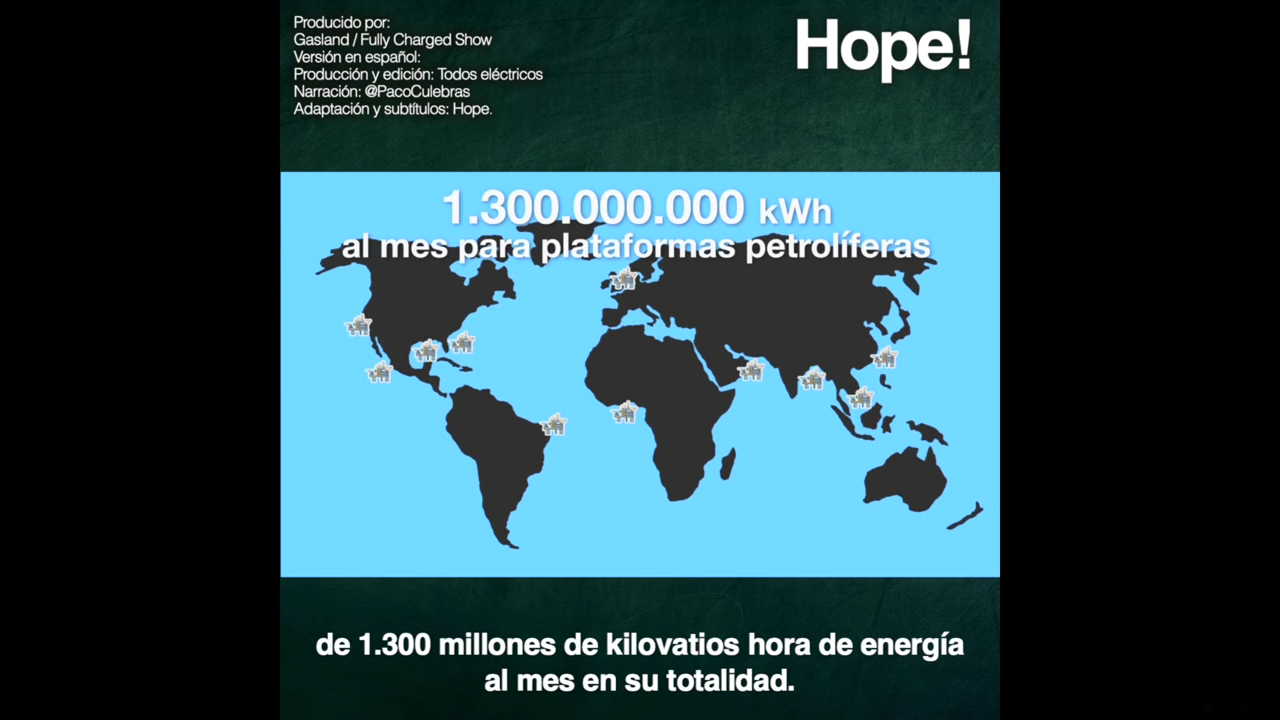 Producido por:
Gasland / Fully Charged Show
Versión en español:
Producción y edición: Todos eléctricos
Narración: @PacoCulebras
Adaptación y subtítulos: Hope.
Hope!
1.300.000.000 kWh
al mes para plataformas petrolíferas
de 1.300 millones de kilovatios hora de energía
al mes en su totalidad.